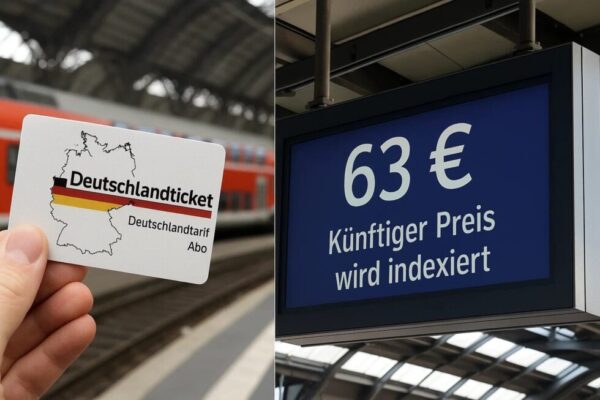 Deutschlandticket
Deutschlandtarif
Abo
63 €
Künftiger Preis
wird indexiert